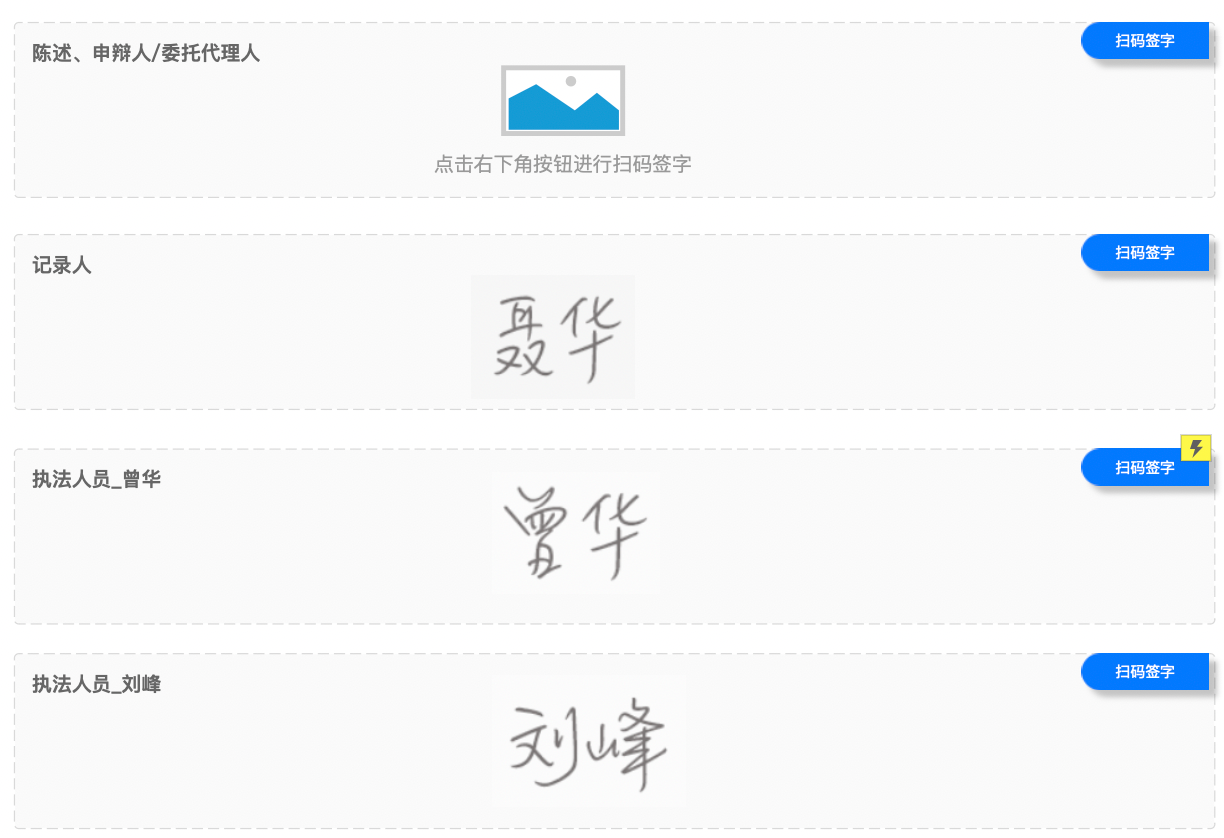 陈述、申辩人/委托代理人
扫码签字
点击右下角按钮进行扫码签字
记录人
扫码签字
聂华
执法人员_曾华
扫码签字
曾华
执法人员_刘峰
扫码签字
刘峰